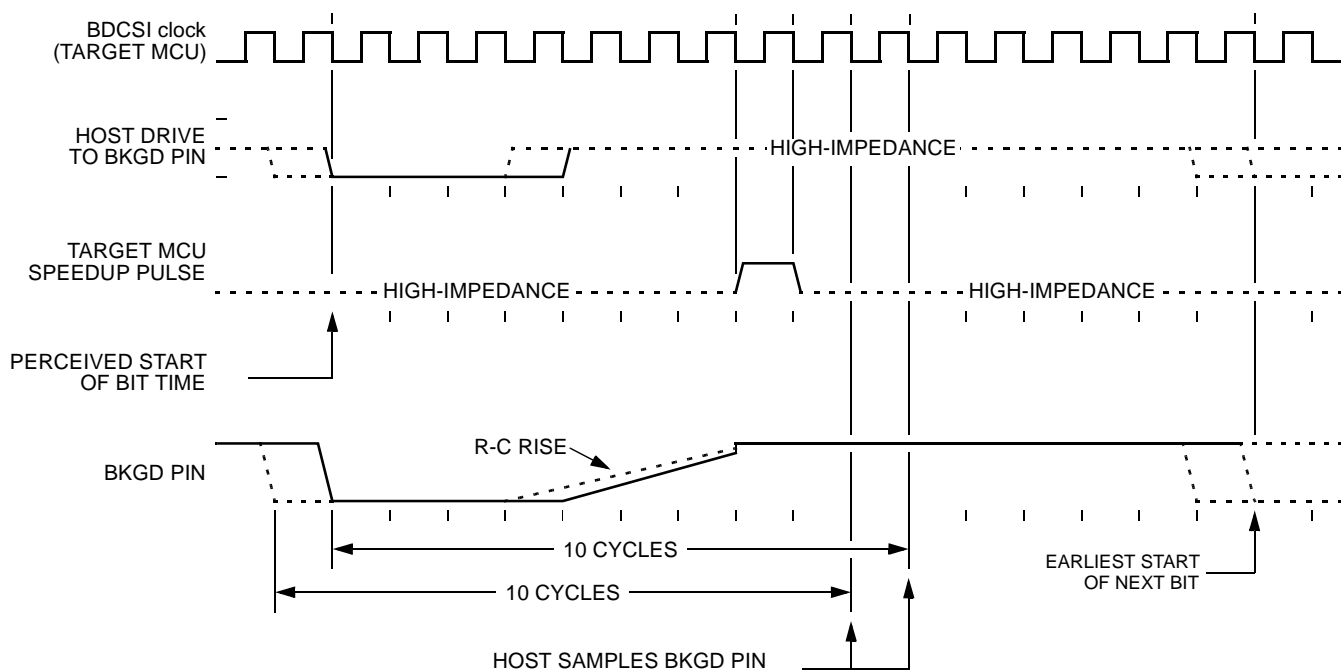 BDCSI clock
(TARGET MCU)
HOST DRIVE
TO BKGD PIN
HIGH-IMPEDANCE
TARGET MCU
SPEEDUP PULSE
HIGH-IMPEDANCE
HIGH-IMPEDANCE
PERCEIVED START
OF BIT TIME
R-C RISE
BKGD PIN
10 CYCLES
EARLIEST START
OF NEXT BIT
10 CYCLES
HOST SAMPLES BKGD PIN